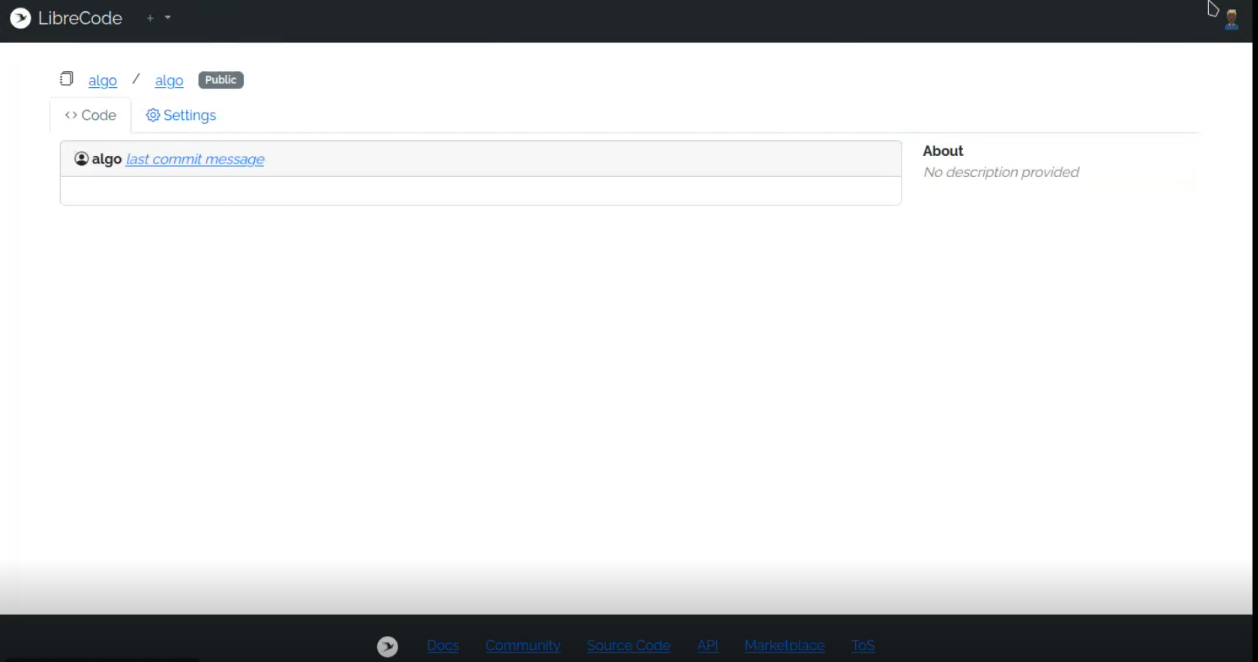 LibreCode + 
algo / algo Public
<> Code Settings
algo last commit message
About
No description provided
Docs Community Source Code API Marketplace ToS